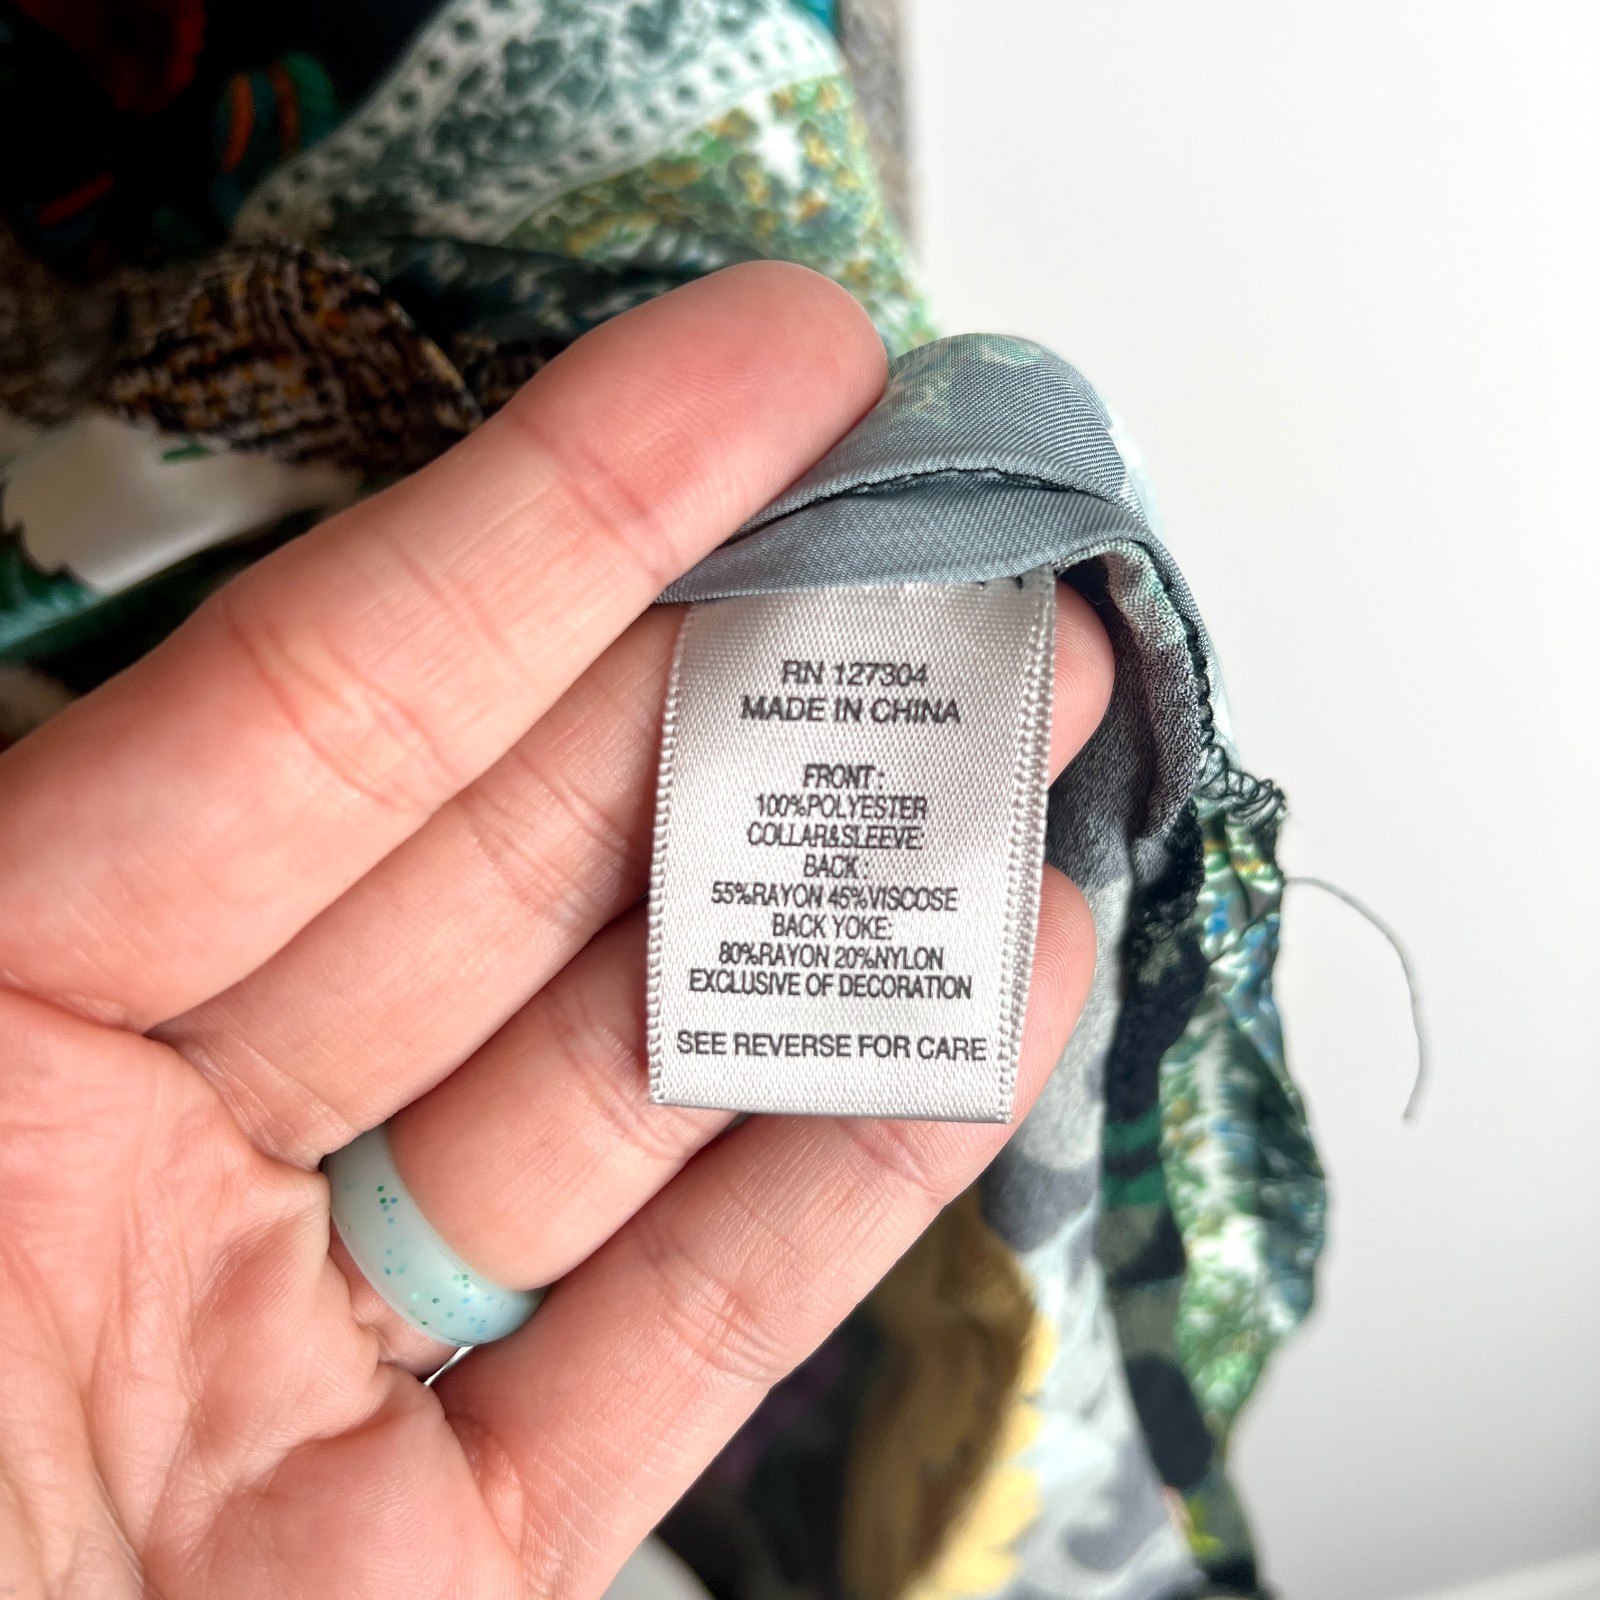 RN 127304
MADE IN CHINA
FRONT:
100%POLYESTER
COLLAR&SLEEVE
BACK:
55%RAYON 45%VISCOSE
BACK YOKE:
80%RAYON 20%NYLON
EXCLUSIVE OF DECORATION
SEE REVERSE FOR CARE